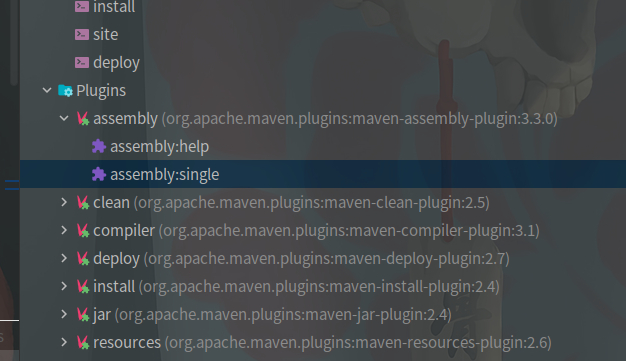 install
site
deploy
Plugins
assembly (org.apache.maven.plugins:maven-assembly-plugin:3.3.0)
assembly:help
assembly:single
clean (org.apache.maven.plugins:maven-clean-plugin:2.5)
compiler (org.apache.maven.plugins:maven-compiler-plugin:3.1)
deploy (org.apache.maven.plugins:maven-deploy-plugin:2.7)
install (org.apache.maven.plugins:maven-install-plugin:2.4)
jar (org.apache.maven.plugins:maven-jar-plugin:2.4)
resources (org.apache.maven.plugins:maven-resources-plugin:2.6)